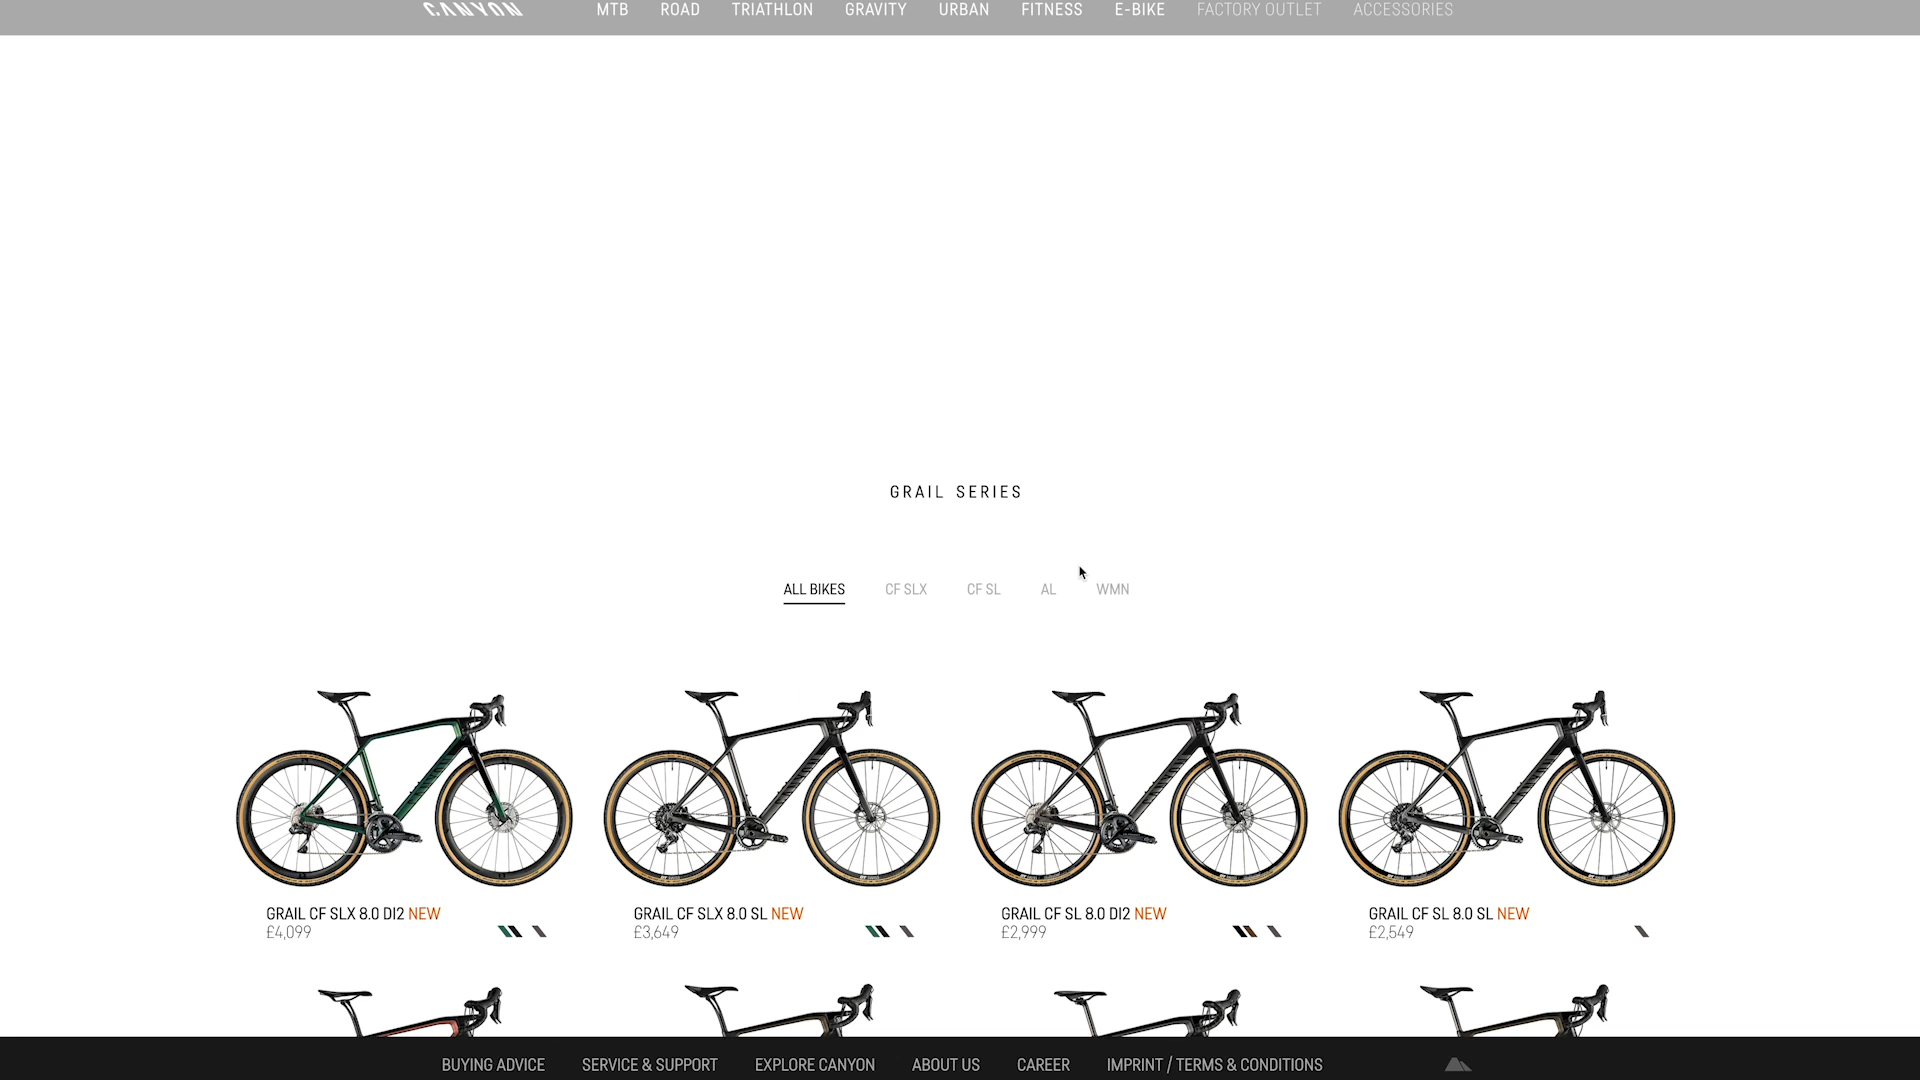 CANYON MTB ROAD TRIATHLON GRAVITY URBAN FITNESS E-BIKE FACTORY OUTLET ACCESSORIES
GRAIL SERIES
ALL BIKES CF SLX CF SL AL WMN
GRAIL CF SLX 8.0 DI2 NEW
£4,099
GRAIL CF SLX 8.0 SL NEW
£3,649
GRAIL CF SL 8.0 DI2 NEW
£2,999
GRAIL CF SL 8.0 SL NEW
£2,549
BUYING ADVICE SERVICE & SUPPORT EXPLORE CANYON ABOUT US CAREER IMPRINT / TERMS & CONDITIONS